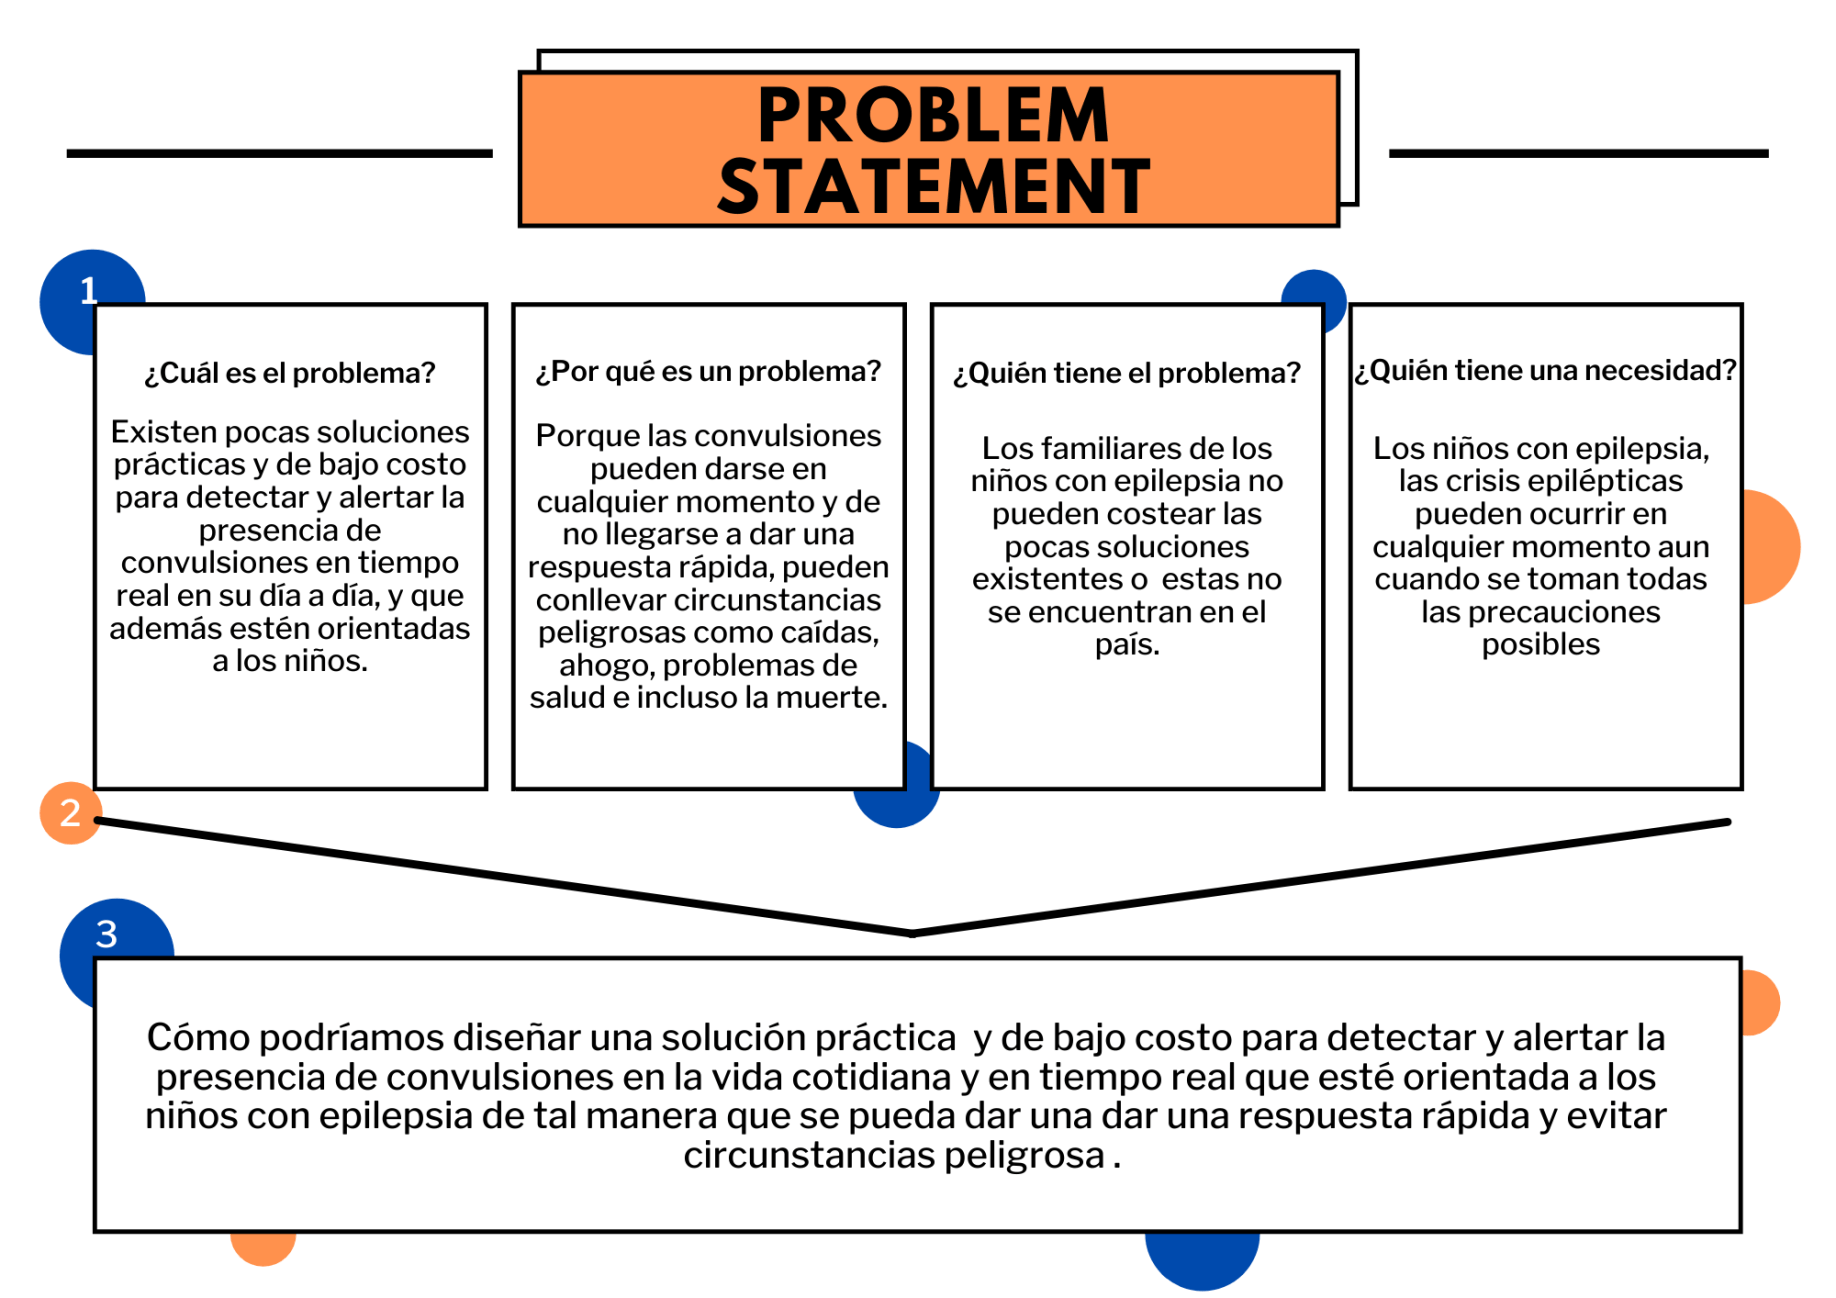 PROBLEM
STATEMENT
1
¿Cuál es el problema?
Existen pocas soluciones
prácticas y de bajo costo
para detectar y alertar la
presencia de
convulsiones en tiempo
real en su día a día, y que
además estén orientadas
a los niños.
¿Por qué es un problema?
Porque las convulsiones
pueden darse en
cualquier momento y de
no llegarse a dar una
respuesta rápida, pueden
conllevar circunstancias
peligrosas como caídas,
ahogo, problemas de
salud e incluso la muerte.
¿Quién tiene el problema?
Los familiares de los
niños con epilepsia no
pueden costear las
pocas soluciones
existentes o  estas no
se encuentran en el
país.
¿Quién tiene una necesidad?
Los niños con epilepsia,
las crisis epilépticas
pueden ocurrir en
cualquier momento aun
cuando se toman todas
las precauciones
posibles
2
3
Cómo podríamos diseñar una solución práctica  y de bajo costo para detectar y alertar la
presencia de convulsiones en la vida cotidiana y en tiempo real que esté orientada a los
niños con epilepsia de tal manera que se pueda dar una dar una respuesta rápida y evitar
circunstancias peligrosa .